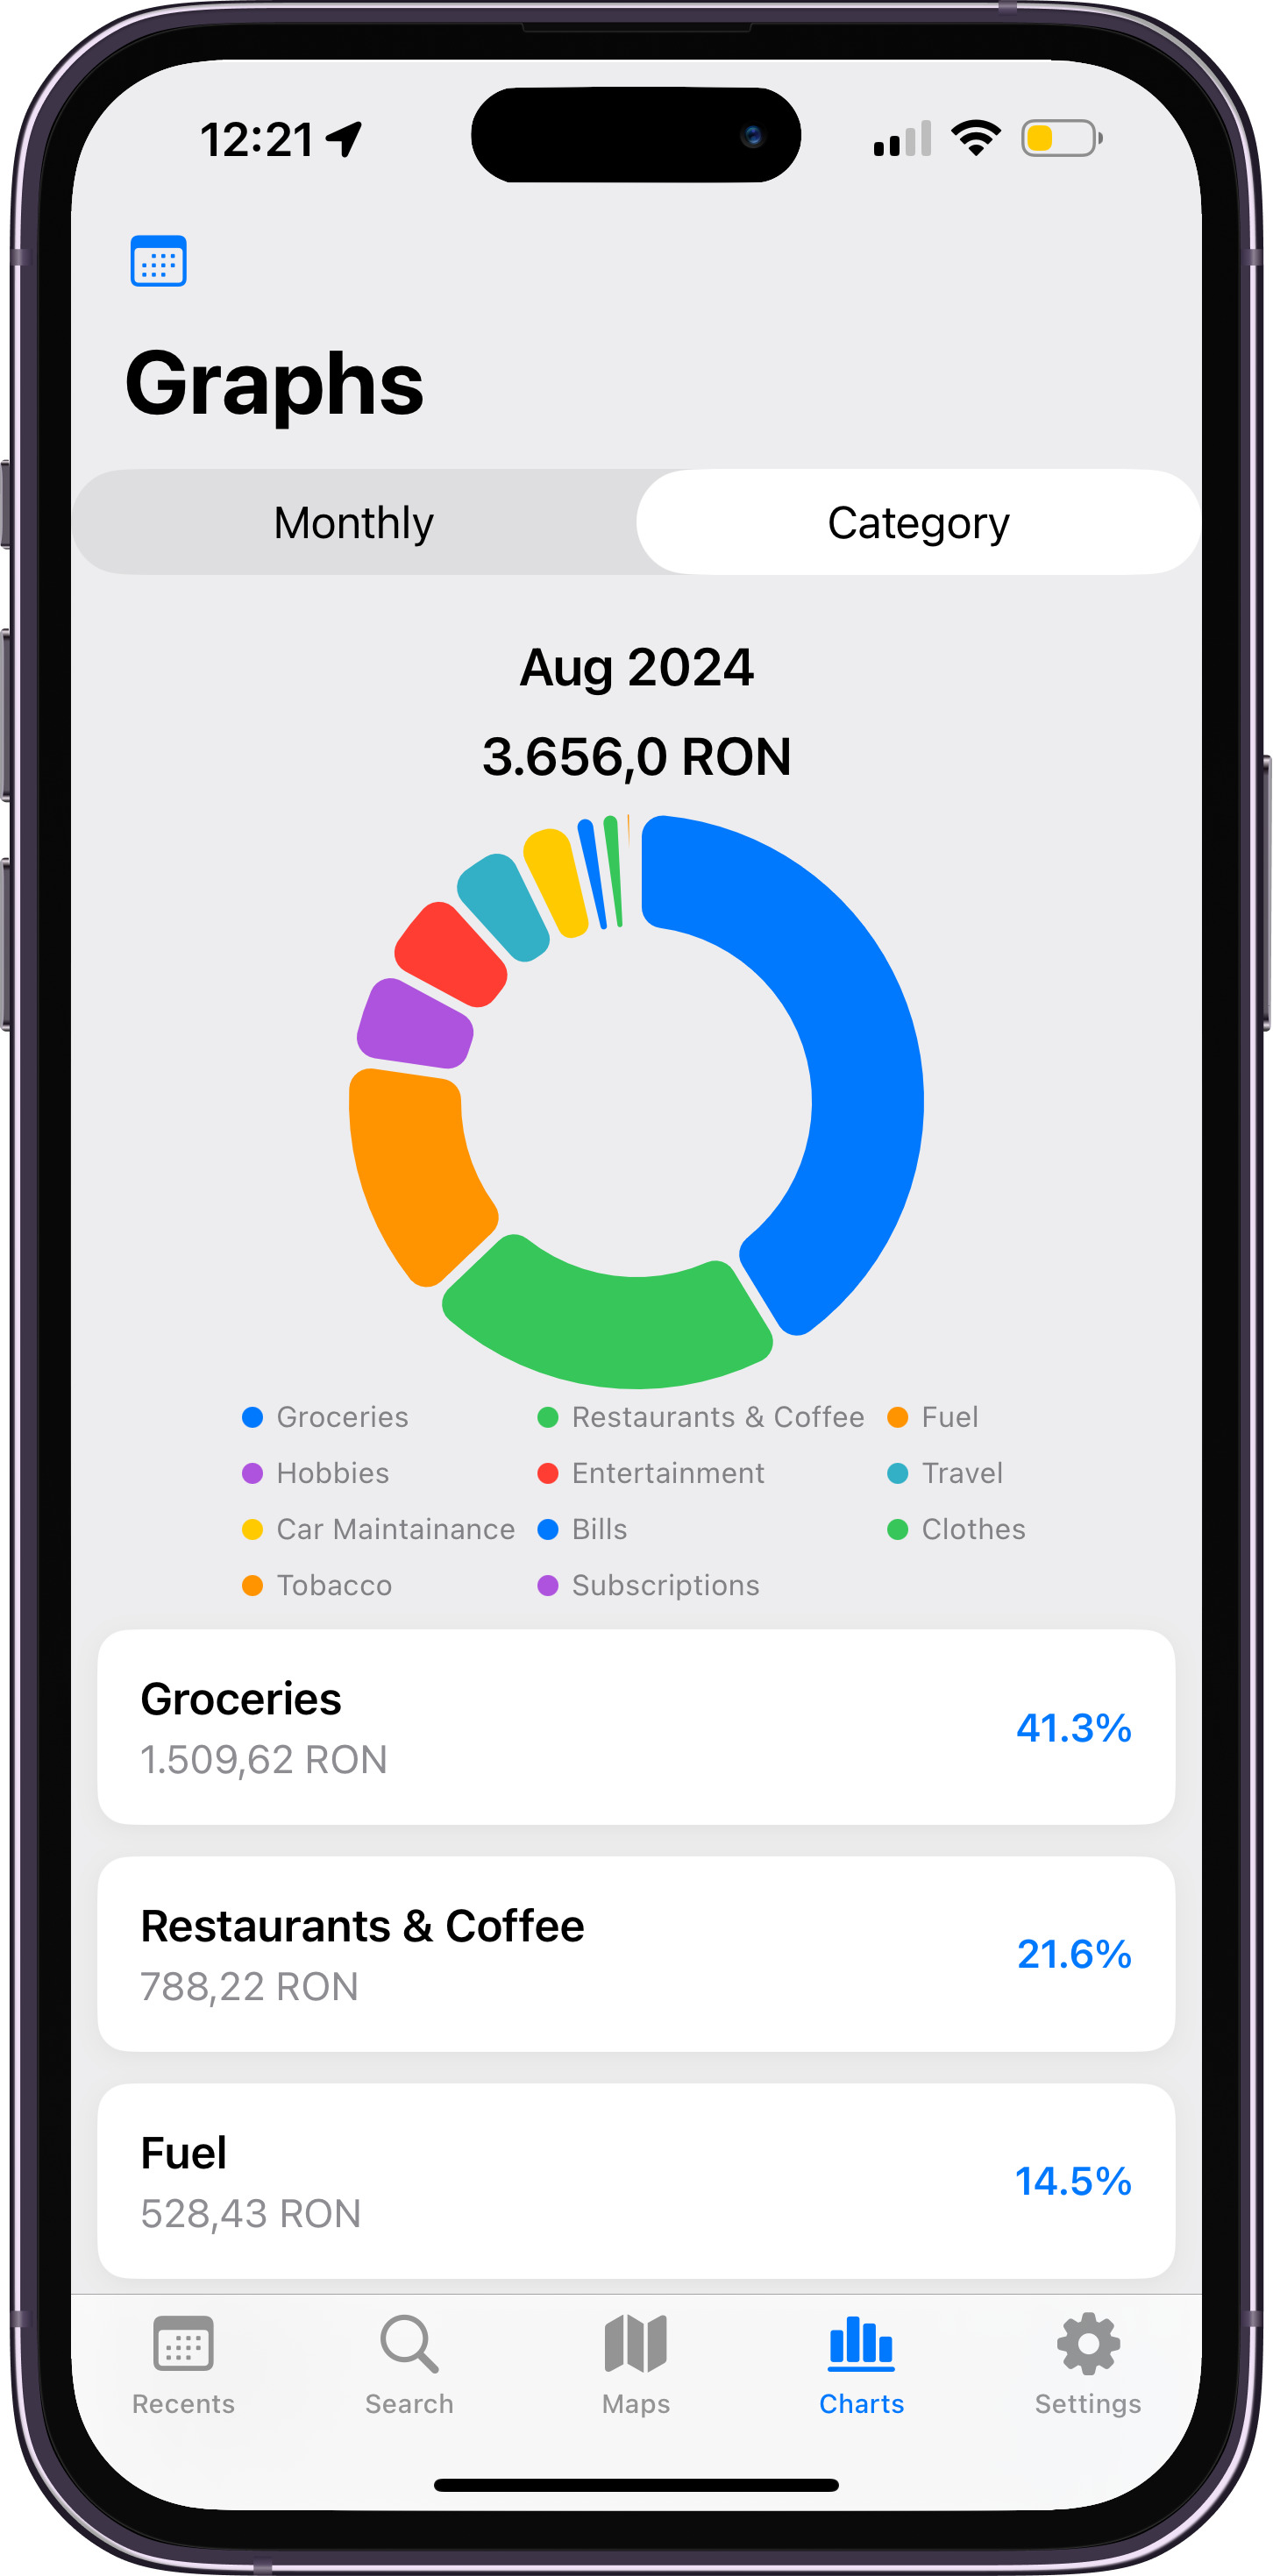 12:21
Graphs
Monthly Category
Aug 2024
3.656,0 RON
Groceries Restaurants & Coffee Fuel
Hobbies Entertainment Travel
Car Maintainance Bills Clothes
Tobacco Subscriptions
Groceries
41.3%
1.509,62 RON
Restaurants & Coffee
21.6%
788,22 RON
Fuel
14.5%
528,43 RON
Recents Search Maps Charts Settings